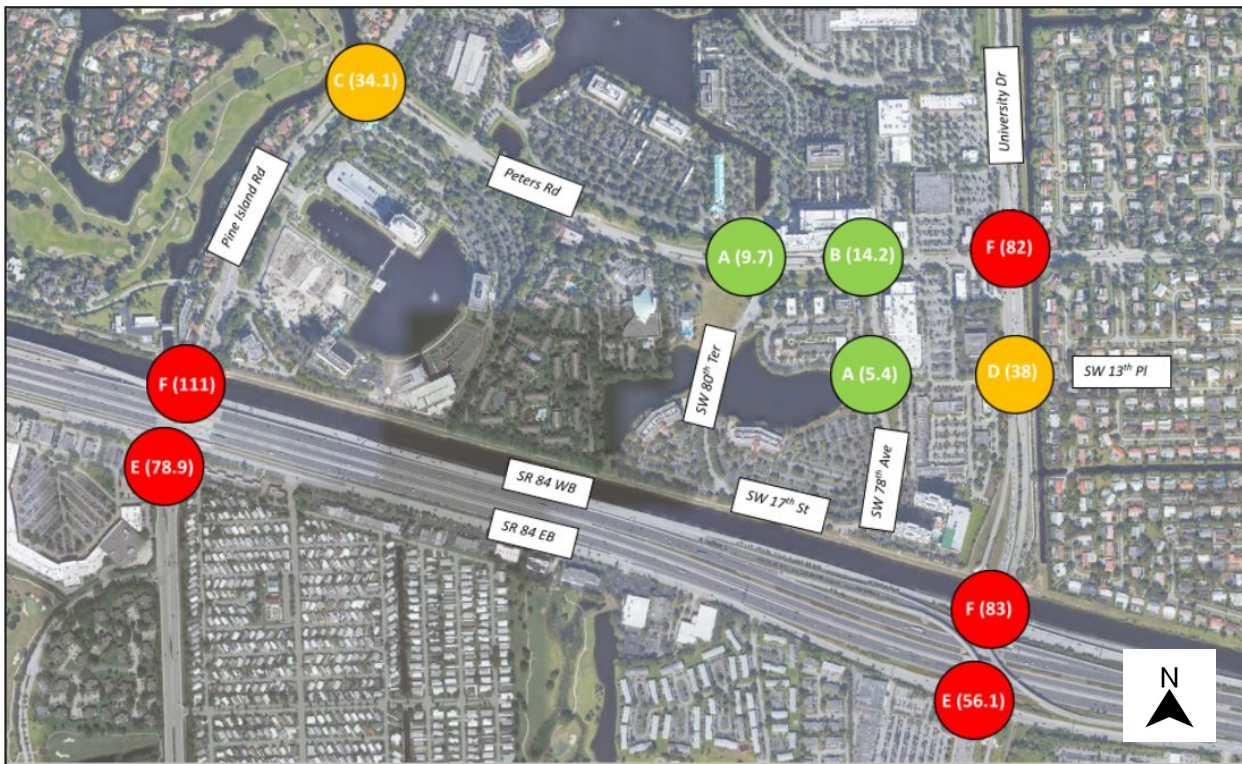 C (34.1)
University Dr
Peters Rd
Pine Island Rd
A (9.7)
B (14.2)
F (82)
SW 80th Ter
A (5.4)
D (38)
SW 13th Pl
F (111)
E (78.9)
SR 84 WB
SW 17th St
SW 78th Ave
SR 84 EB
F (83)
E (56.1)
N